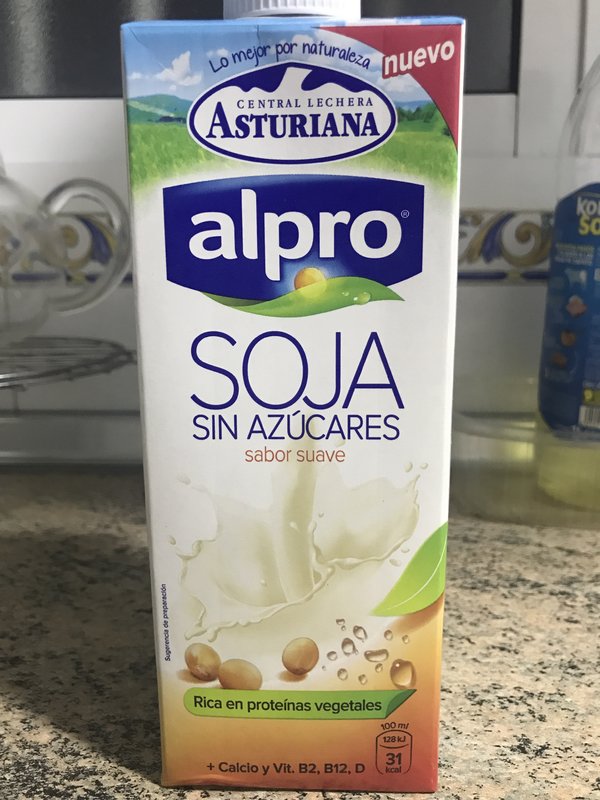 Lo mejor por naturaleza
nuevo
CENTRAL LECHERA
ASTURIANA
alpro®
SOJA
SIN AZÚCARES
sabor suave
Sugerencia de preparación
Rica en proteínas vegetales
100 ml
128 kJ
31
kcal
+ Calcio y Vit. B2, B12, D